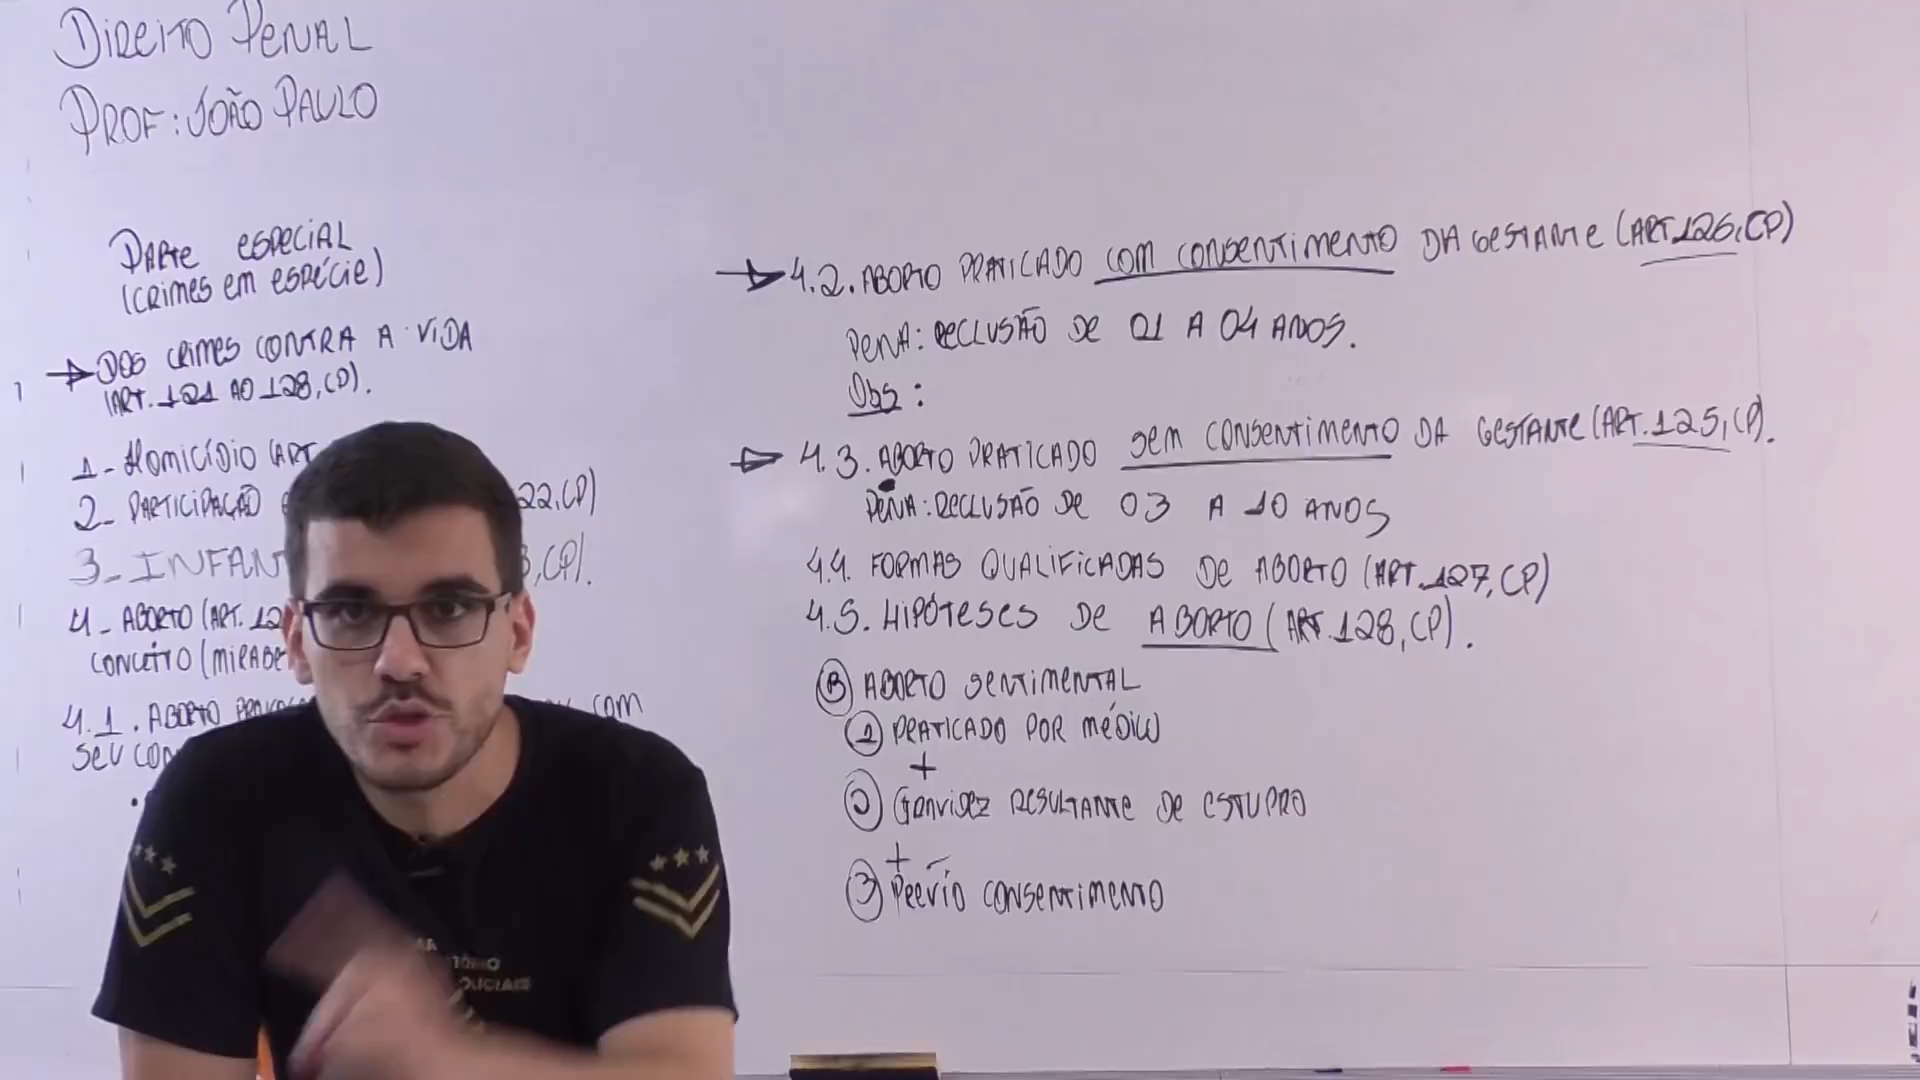 DIREITO PENAL
PROF: JOÃO PAULO
PARTE ESPECIAL
(CRIMES EM ESPÉCIE)
→ DOS CRIMES CONTRA A VIDA
(ART. 121 AO 128, CP).
1- HOMICÍDIO (ART
2- PARTICIPAÇÃO 22, CP)
3- INFAN 3, CP).
4- ABORTO (ART. 12
CONCEITO (MIRABE
4.1. ABORTO PROVOCA COM
SEU CON
→ 4.2. ABORTO PRATICADO COM CONSENTIMENTO DA GESTANTE (ART. 126, CP)
PENA: RECLUSÃO DE 01 A 04 ANOS.
Obs:
→ 4.3. ABORTO PRATICADO SEM CONSENTIMENTO DA GESTANTE (ART. 125, CP).
PENA: RECLUSÃO DE 03 A 10 ANOS
4.4. FORMAS QUALIFICADAS DE ABORTO (ART. 127, CP)
4.5. HIPÓTESES DE ABORTO (ART. 128, CP).
B ABORTO SENTIMENTAL
1 PRATICADO POR MÉDICO
+
2 GRAVIDEZ RESULTANTE DE ESTUPRO
+
3 PRÉVIO CONSENTIMENTO